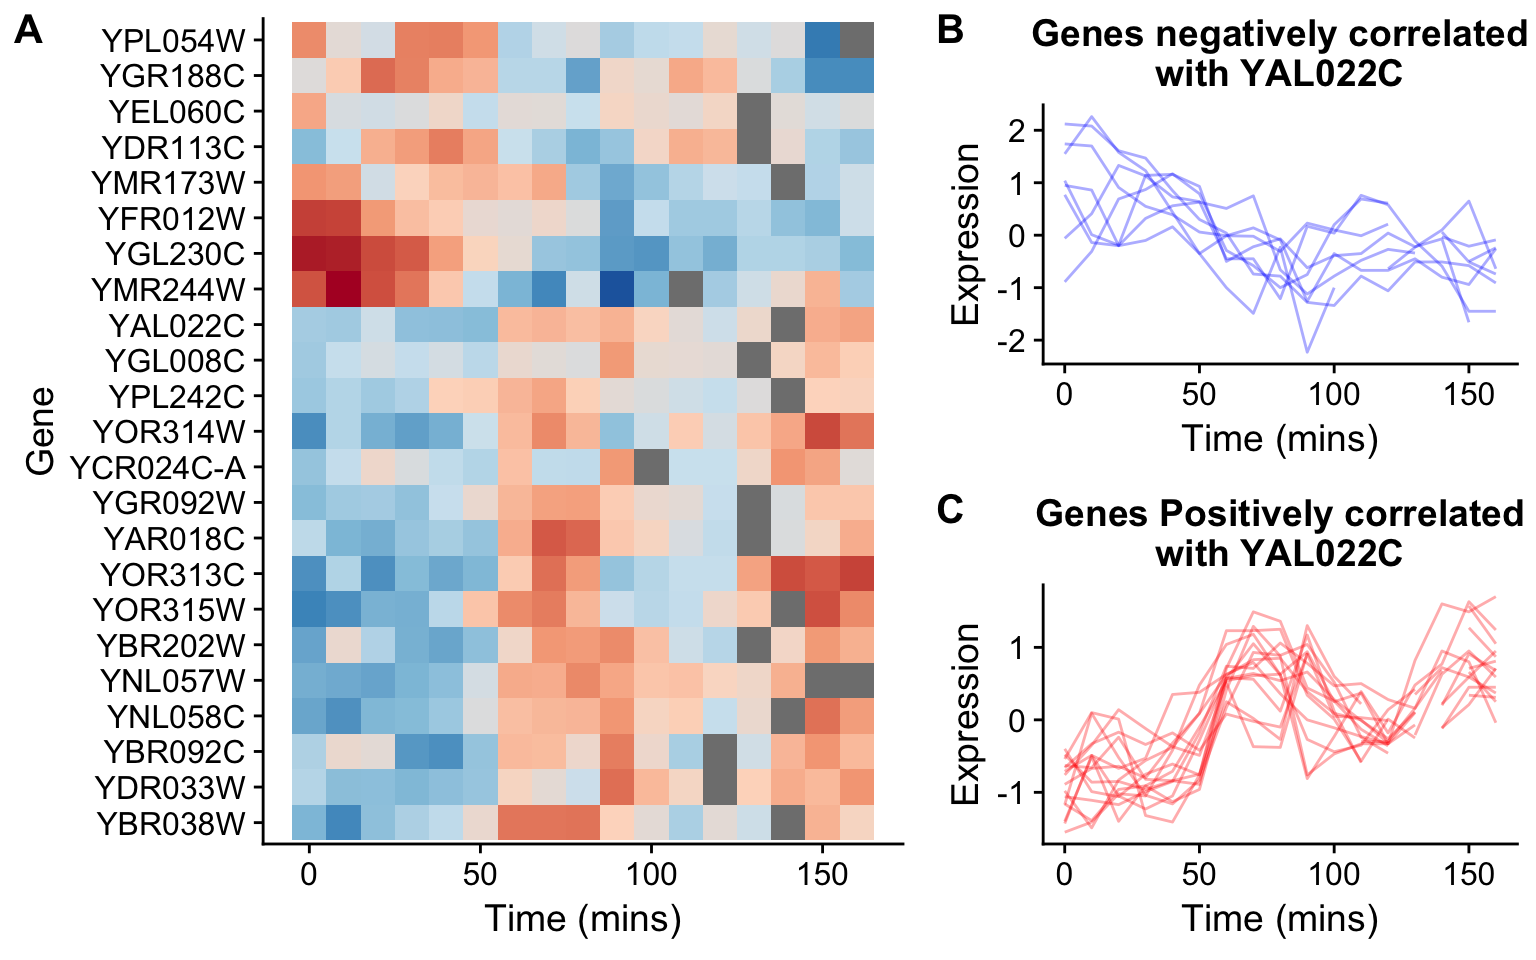 A
YPL054W
YGR188C
YEL060C
YDR113C
YMR173W
YFR012W
YGL230C
YMR244W
YAL022C
YGL008C
YPL242C
YOR314W
YCR024C-A
YGR092W
YAR018C
YOR313C
YOR315W
YBR202W
YNL057W
YNL058C
YBR092C
YDR033W
YBR038W
Gene
0 50 100 150
Time (mins)
B
Genes negatively correlated
with YAL022C
2
1
0
-1
-2
Expression
0 50 100 150
Time (mins)
C
Genes Positively correlated
with YAL022C
1
0
-1
Expression
0 50 100 150
Time (mins)